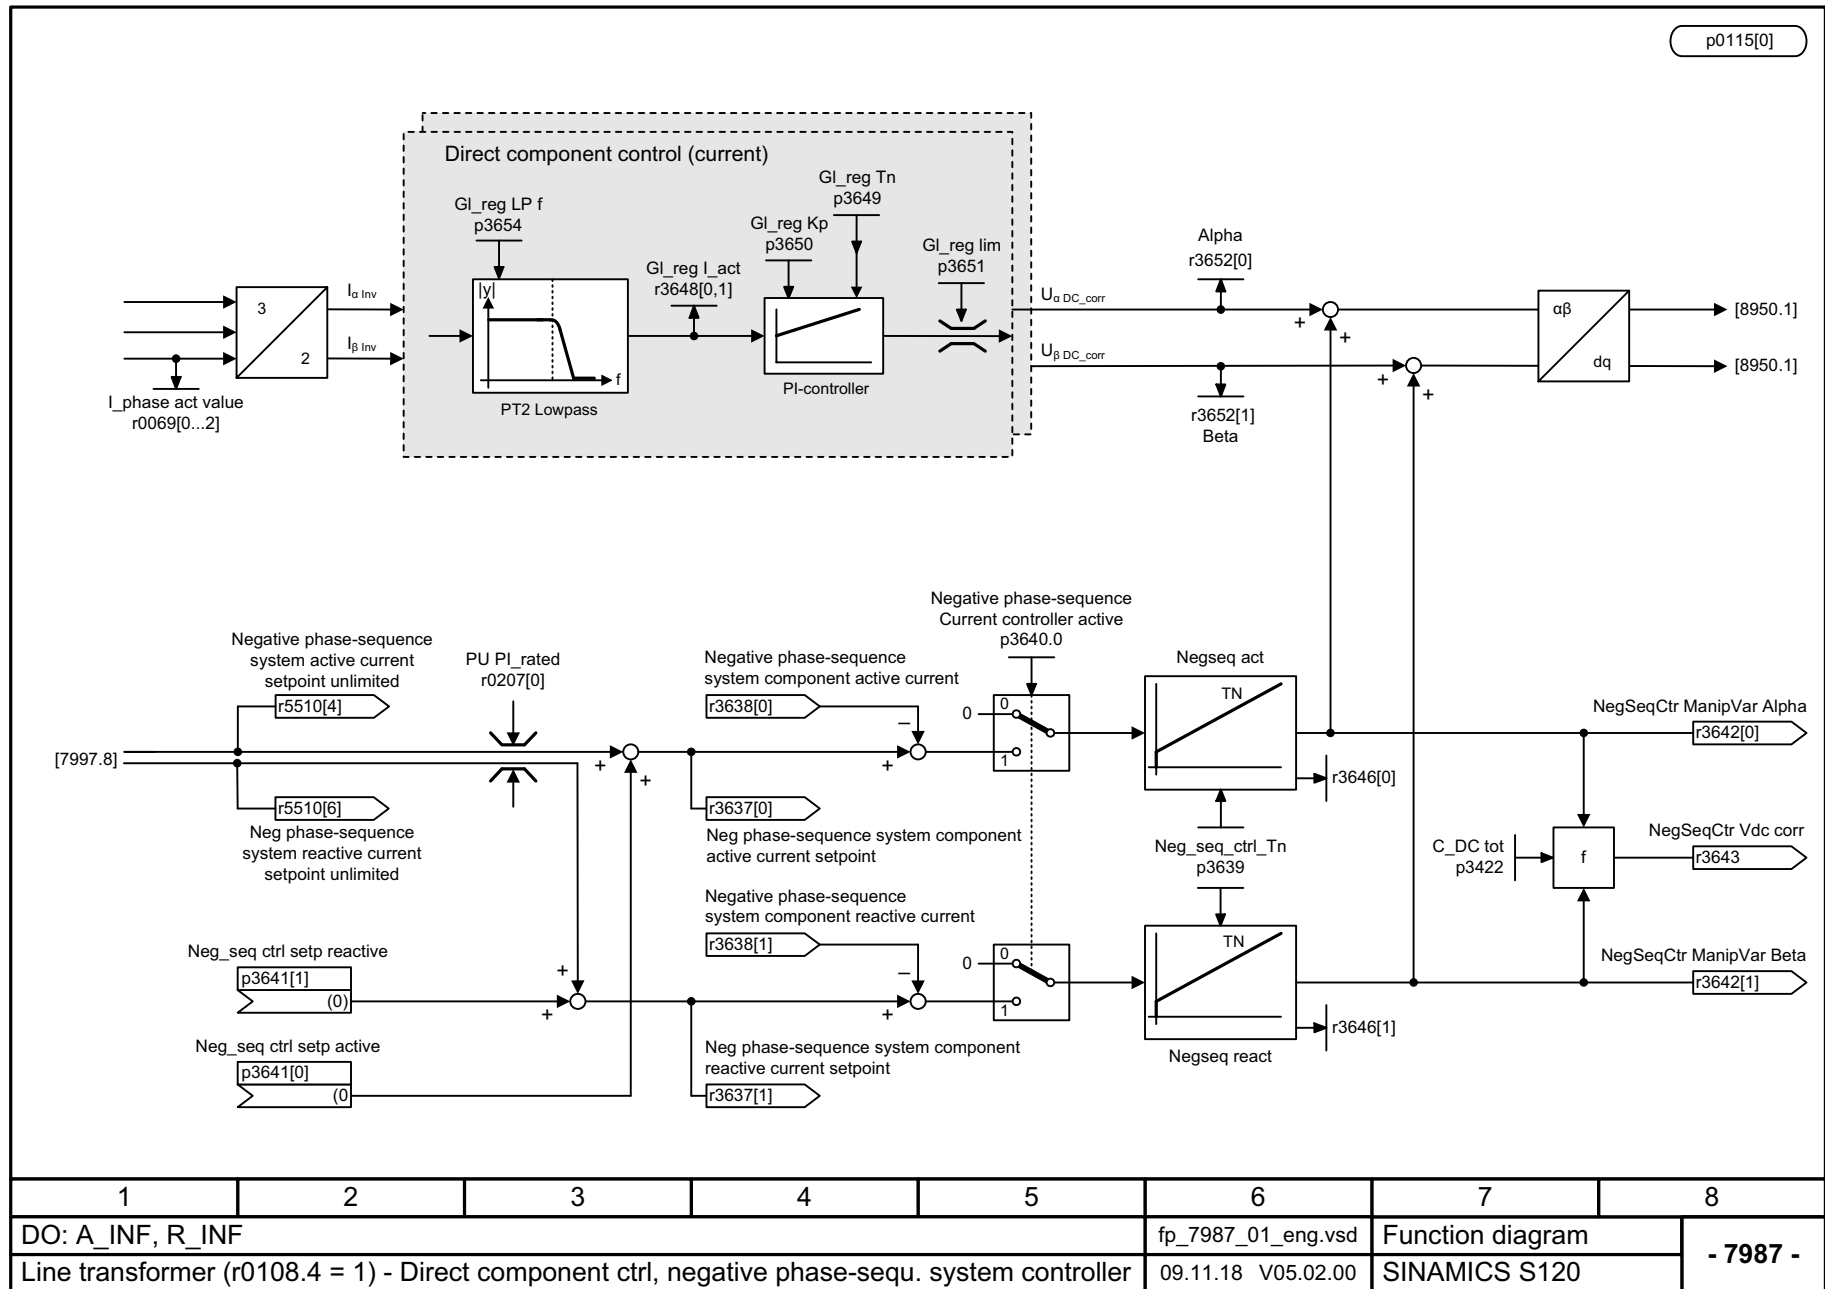 p0115[0]
Direct component control (current)
Gl_reg Tn
p3649
Gl_reg LP f
p3654
Gl_reg Kp
p3650
Gl_reg lim
p3651
Alpha
r3652[0]
Gl_reg I_act
r3648[0,1]
3
2
I α Inv
I β Inv
|y|
f
PT2 Lowpass
PI-controller
U α DC_corr
U β DC_corr
+
+
+
+
αβ
dq
[8950.1]
[8950.1]
I_phase act value
r0069[0...2]
r3652[1]
Beta
Negative phase-sequence
Current controller active
p3640.0
Negative phase-sequence
system active current
setpoint unlimited
r5510[4]
PU PI_rated
r0207[0]
Negative phase-sequence
system component active current
r3638[0]
Negseq act
TN
NegSeqCtr ManipVar Alpha
r3642[0]
0
0
1
–
+
+
+
[7997.8]
r3646[0]
r5510[6]
Neg phase-sequence
system reactive current
setpoint unlimited
r3637[0]
Neg phase-sequence system component
active current setpoint
Neg_seq_ctrl_Tn
p3639
C_DC tot
p3422
f
NegSeqCtr Vdc corr
r3643
Negative phase-sequence
system component reactive current
r3638[1]
Neg_seq ctrl setp reactive
p3641[1]
(0)
+
+
–
+
0
0
1
TN
NegSeqCtr ManipVar Beta
r3642[1]
r3646[1]
Negseq react
Neg_seq ctrl setp active
p3641[0]
(0
Neg phase-sequence system component
reactive current setpoint
r3637[1]
1 2 3 4 5 6 7 8
DO: A_INF, R_INF
fp_7987_01_eng.vsd
Function diagram
- 7987 -
Line transformer (r0108.4 = 1) - Direct component ctrl, negative phase-sequ. system controller
09.11.18 V05.02.00
SINAMICS S120